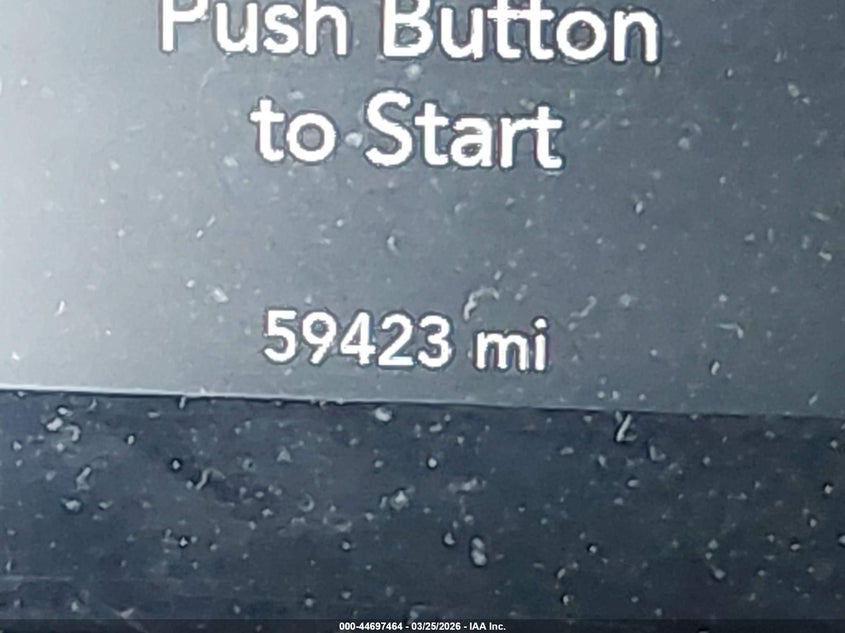 Push Button
to Start
59423 mi
000-44697464 - 03/25/2026 - IAA Inc.